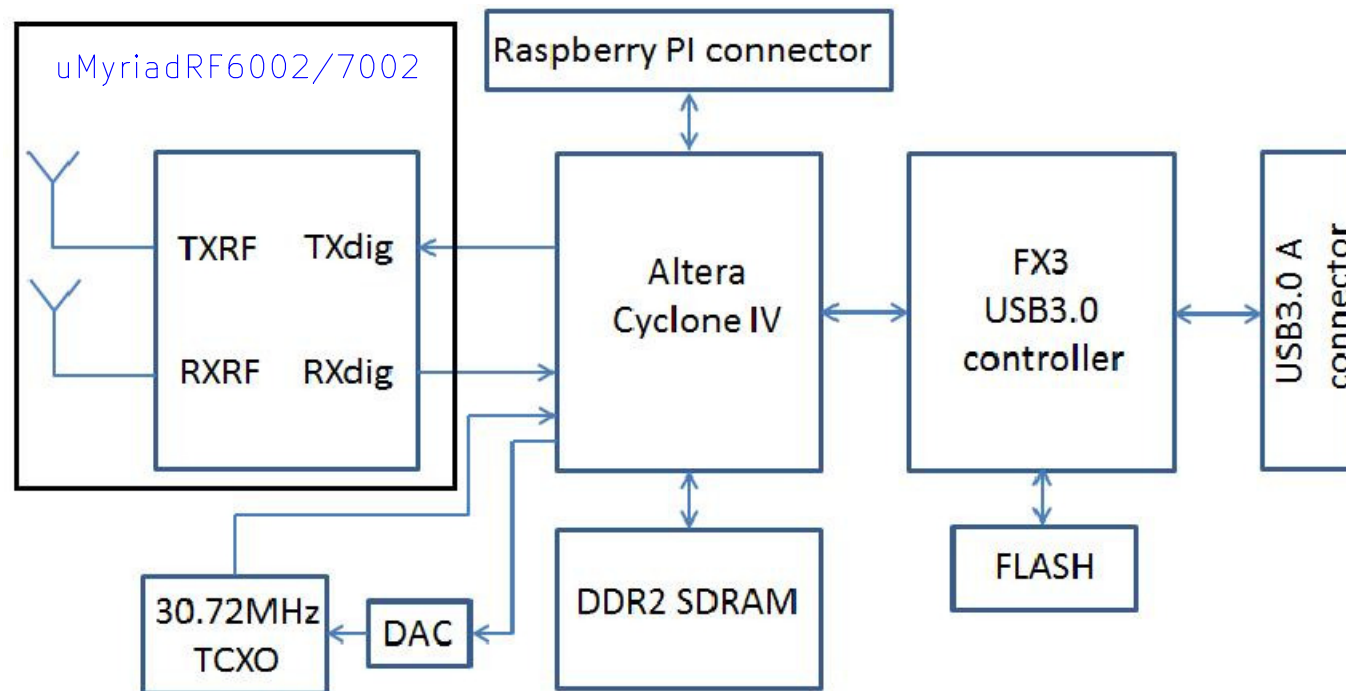 uMyriadRF6002/7002
Raspberry PI connector
TXRF
TXdig
RXRF
RXdig
Altera
Cyclone IV
FX3
USB3.0
controller
USB3.0 A
connector
30.72MHz
TCXO
DAC
DDR2 SDRAM
FLASH